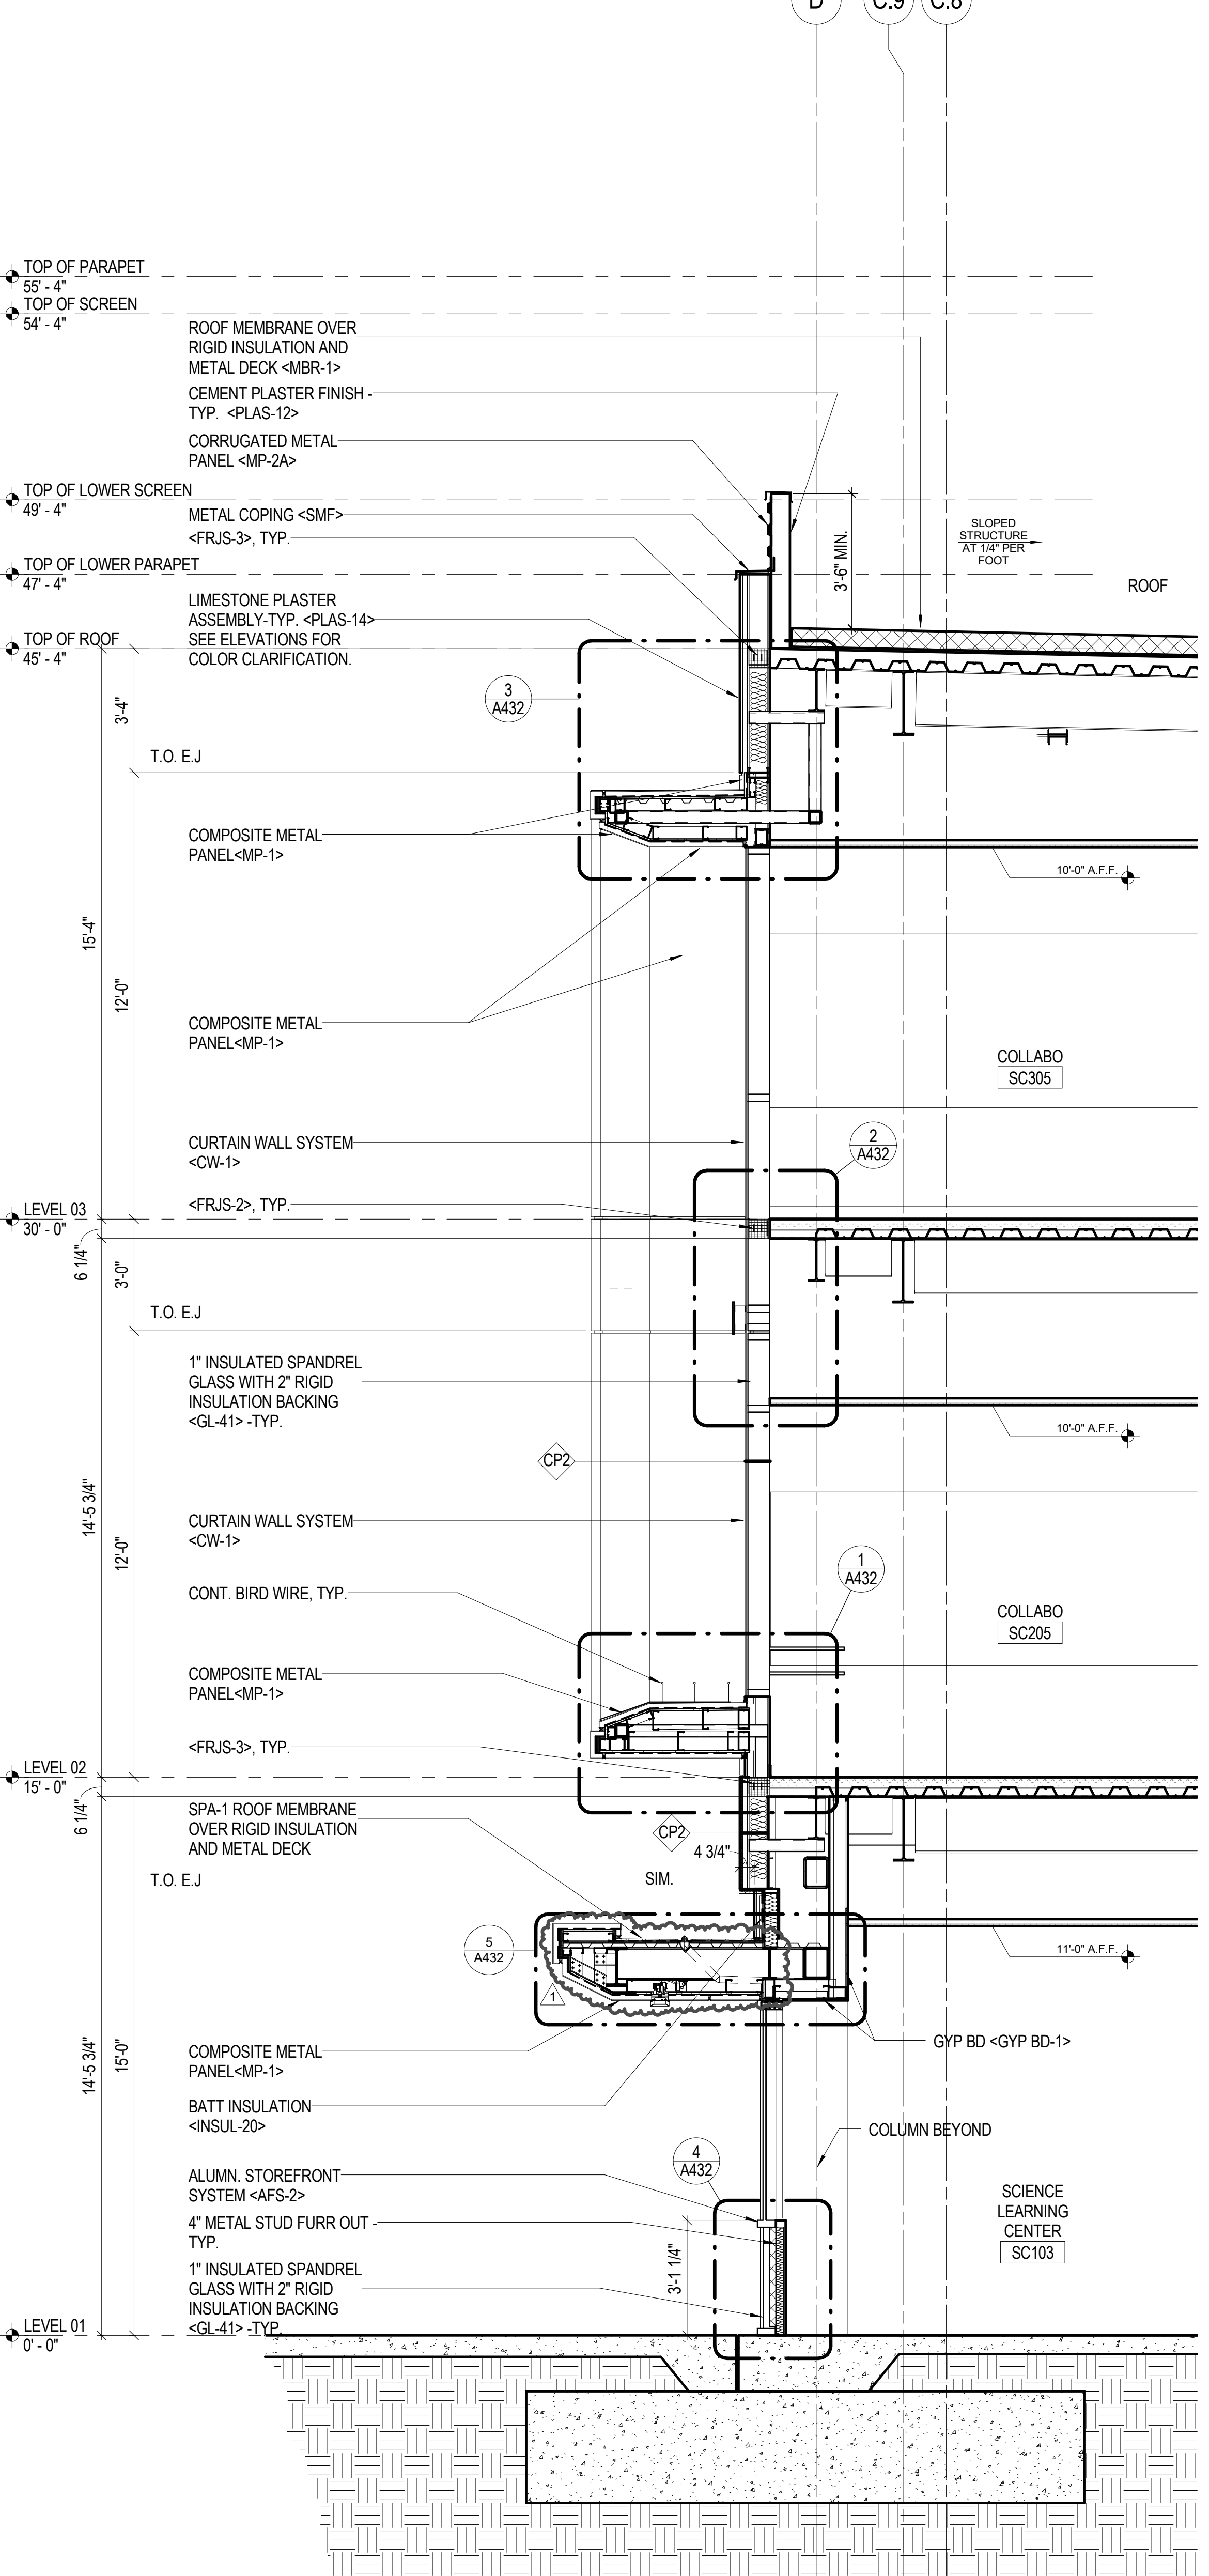 D
C.9
C.8
TOP OF PARAPET
55' - 4"
TOP OF SCREEN
54' - 4"
ROOF MEMBRANE OVER
RIGID INSULATION AND
METAL DECK <MBR-1>
CEMENT PLASTER FINISH -
TYP. <PLAS-12>
CORRUGATED METAL
PANEL <MP-2A>
TOP OF LOWER SCREEN
49' - 4"
METAL COPING <SMF>
<FRJS-3>, TYP.
SLOPED
STRUCTURE
AT 1/4" PER
FOOT
3'-6" MIN.
TOP OF LOWER PARAPET
47' - 4"
ROOF
LIMESTONE PLASTER
ASSEMBLY-TYP. <PLAS-14>
SEE ELEVATIONS FOR
COLOR CLARIFICATION.
TOP OF ROOF
45' - 4"
3
A432
3'-4"
T.O. E.J
COMPOSITE METAL
PANEL<MP-1>
10'-0" A.F.F.
15'-4"
12'-0"
COMPOSITE METAL
PANEL<MP-1>
COLLABO
SC305
CURTAIN WALL SYSTEM
<CW-1>
2
A432
<FRJS-2>, TYP.
LEVEL 03
30' - 0"
6 1/4"
3'-0"
T.O. E.J
1" INSULATED SPANDREL
GLASS WITH 2" RIGID
INSULATION BACKING
<GL-41> -TYP.
10'-0" A.F.F.
CP2
14'-5 3/4"
12'-0"
CURTAIN WALL SYSTEM
<CW-1>
1
A432
CONT. BIRD WIRE, TYP.
COLLABO
SC205
COMPOSITE METAL
PANEL<MP-1>
<FRJS-3>, TYP.
LEVEL 02
15' - 0"
6 1/4"
SPA-1 ROOF MEMBRANE
OVER RIGID INSULATION
AND METAL DECK
CP2
4 3/4"
T.O. E.J
SIM.
5
A432
11'-0" A.F.F.
1
GYP BD <GYP BD-1>
14'-5 3/4"
15'-0"
COMPOSITE METAL
PANEL<MP-1>
BATT INSULATION
<INSUL-20>
COLUMN BEYOND
4
A432
ALUMN. STOREFRONT
SYSTEM <AFS-2>
SCIENCE
LEARNING
CENTER
SC103
4" METAL STUD FURR OUT -
TYP.
3'-1 1/4"
1" INSULATED SPANDREL
GLASS WITH 2" RIGID
INSULATION BACKING
<GL-41> -TYP.
LEVEL 01
0' - 0"